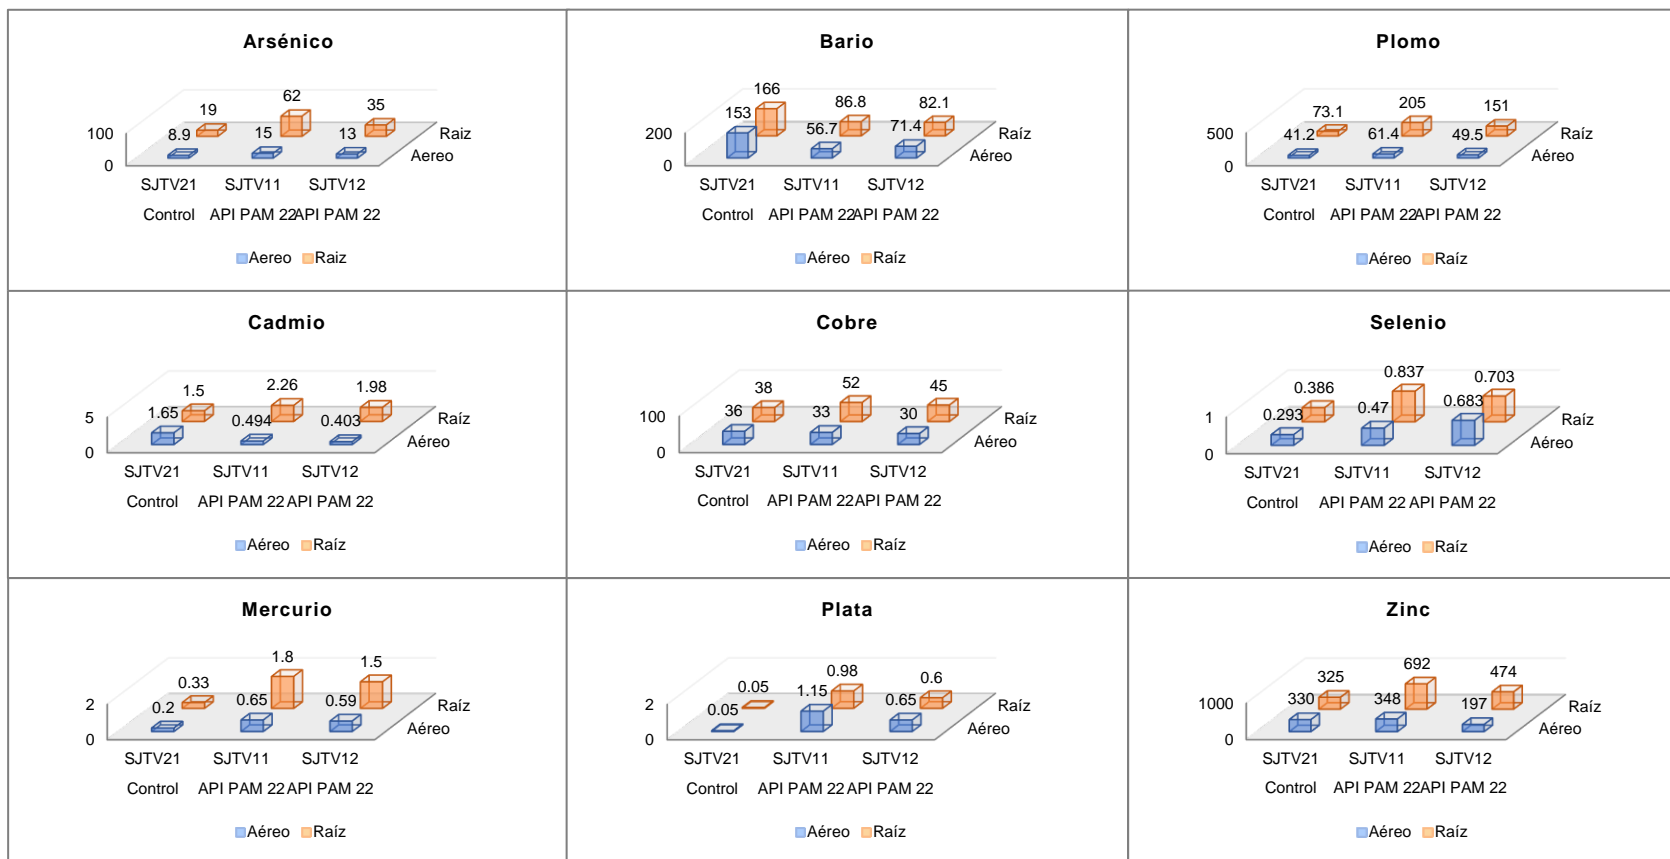 Arsénico
19
62
35
8.9
15
13
100
0
Raiz
Aereo
SJTV21
SJTV11
SJTV12
Control
API PAM 22
API PAM 22
Aereo
Raiz
Bario
166
86.8
82.1
153
56.7
71.4
200
0
Raíz
Aéreo
SJTV21
SJTV11
SJTV12
Control
API PAM 22
API PAM 22
Aéreo
Raíz
Plomo
73.1
205
151
41.2
61.4
49.5
500
0
Raíz
Aéreo
SJTV21
SJTV11
SJTV12
Control
API PAM 22
API PAM 22
Aéreo
Raíz
Cadmio
1.5
2.26
1.98
1.65
0.494
0.403
5
0
Raíz
Aéreo
SJTV21
SJTV11
SJTV12
Control
API PAM 22
API PAM 22
Aéreo
Raíz
Cobre
38
52
45
36
33
30
100
0
Raíz
Aéreo
SJTV21
SJTV11
SJTV12
Control
API PAM 22
API PAM 22
Aéreo
Raíz
Selenio
0.386
0.837
0.703
0.293
0.47
0.683
1
0
Raíz
Aéreo
SJTV21
SJTV11
SJTV12
Control
API PAM 22
API PAM 22
Aéreo
Raíz
Mercurio
0.33
1.8
1.5
0.2
0.65
0.59
2
0
Raíz
Aéreo
SJTV21
SJTV11
SJTV12
Control
API PAM 22
API PAM 22
Aéreo
Raíz
Plata
0.05
0.98
0.6
0.05
1.15
0.65
2
0
Raíz
Aéreo
SJTV21
SJTV11
SJTV12
Control
API PAM 22
API PAM 22
Aéreo
Raíz
Zinc
325
692
474
330
348
197
1000
0
Raíz
Aéreo
SJTV21
SJTV11
SJTV12
Control
API PAM 22
API PAM 22
Aéreo
Raíz